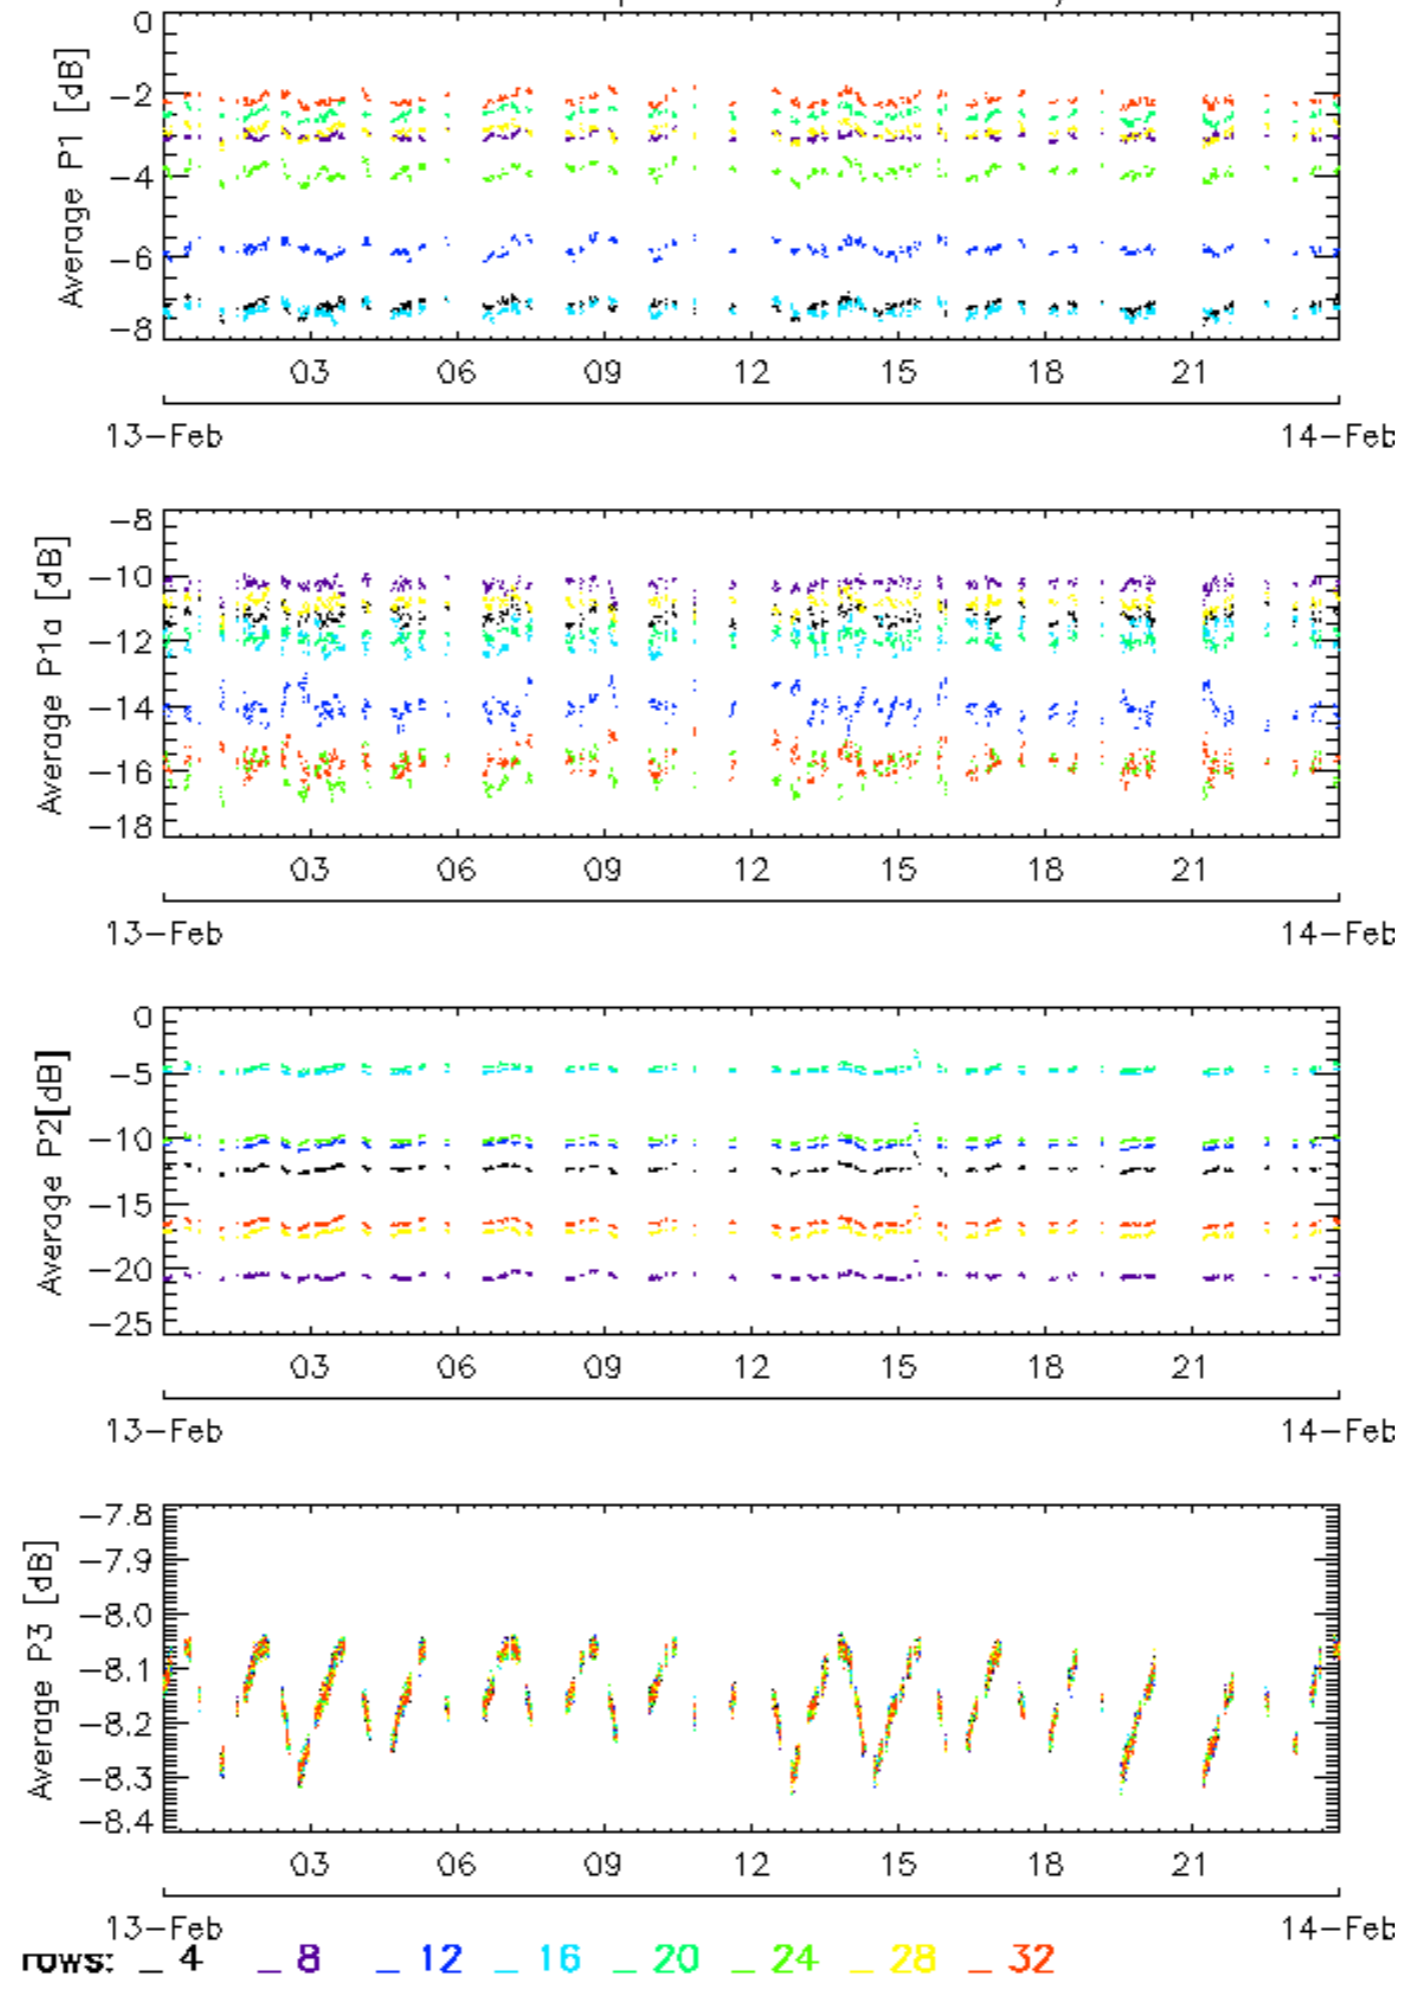 Average P1 [dB]
0
−2
−4
−6
−8
03 06 09 12 15 18 21
13−Feb 14−Feb
Average P1a [dB]
−8
−10
−12
−14
−16
−18
03 06 09 12 15 18 21
13−Feb 14−Feb
Average P2[dB]
0
−5
−10
−15
−20
−25
03 06 09 12 15 18 21
13−Feb 14−Feb
Average P3 [dB]
−7.8
−7.9
−8.0
−8.1
−8.2
−8.3
−8.4
03 06 09 12 15 18 21
13−Feb 14−Feb
rows: _ 4 _ 8 _ 12 _ 16 _ 20 _ 24 _ 28 _ 32